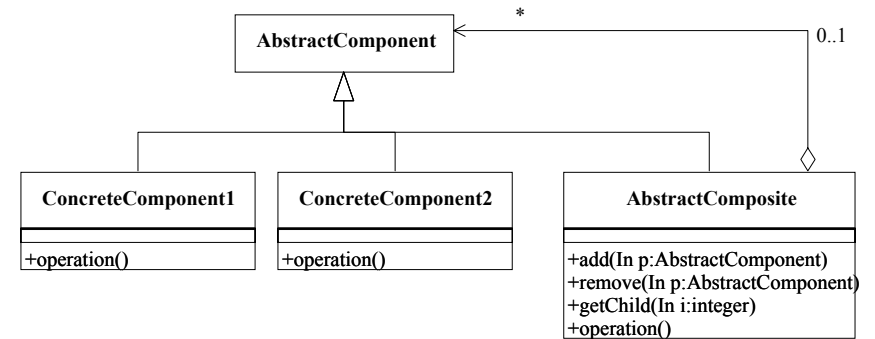 *
AbstractComponent
0..1
ConcreteComponent1
ConcreteComponent2
AbstractComposite
+operation()
+operation()
+add(In p:AbstractComponent)
+remove(In p:AbstractComponent)
+getChild(In i:integer)
+operation()